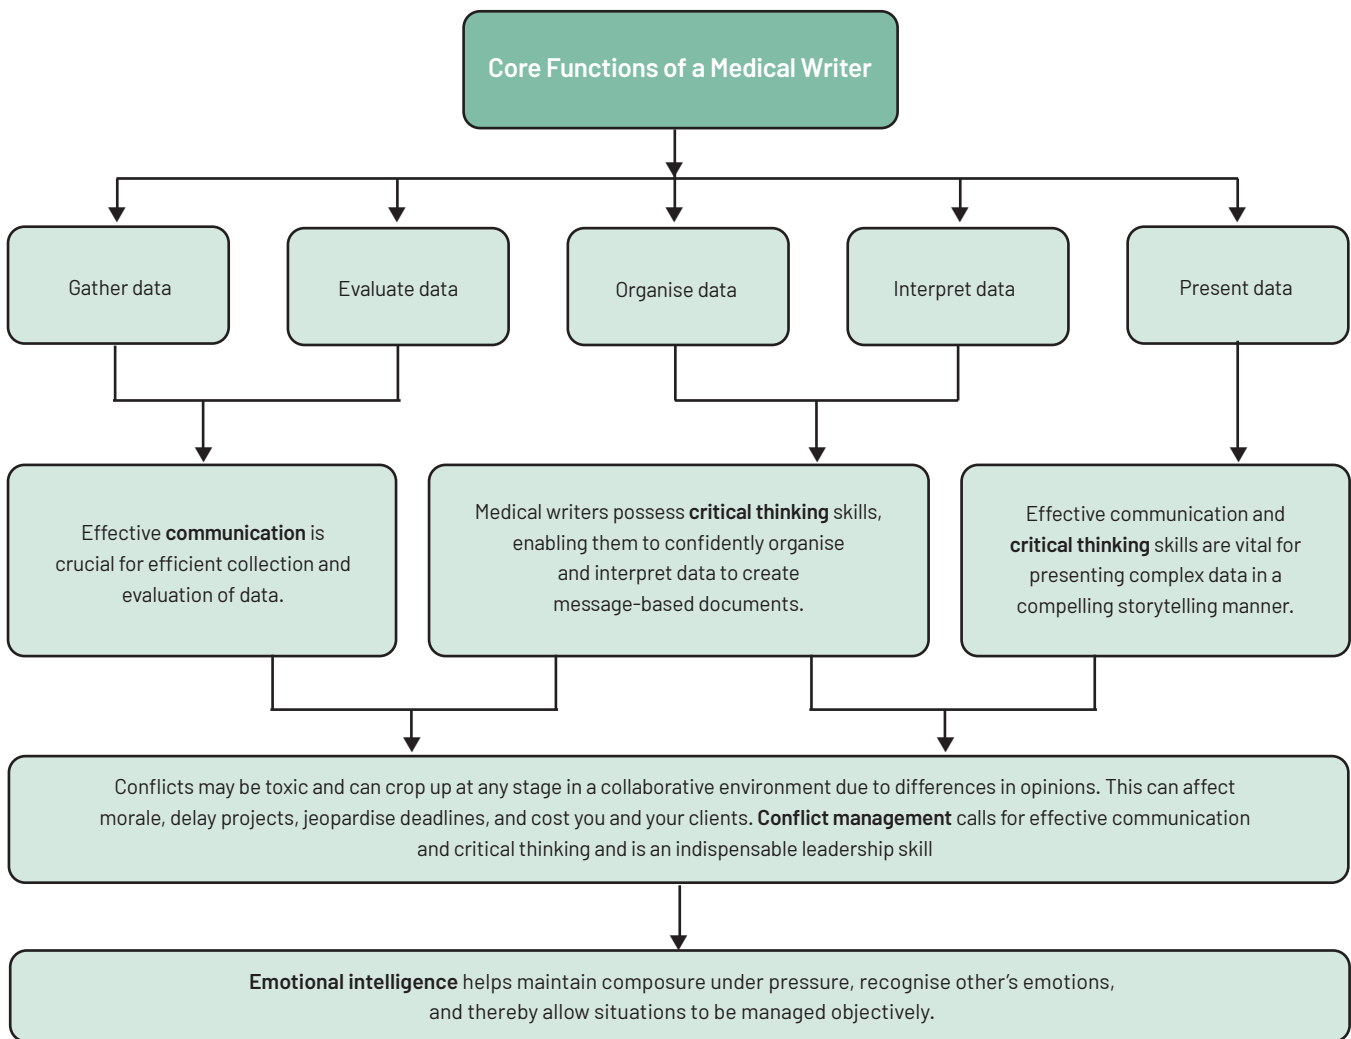 Core Functions of a Medical Writer
Gather data
Evaluate data
Organise data
Interpret data
Present data
Effective communication is
crucial for efficient collection and
evaluation of data.
Medical writers possess critical thinking skills,
enabling them to confidently organise
and interpret data to create
message-based documents.
Effective communication and
critical thinking skills are vital for
presenting complex data in a
compelling storytelling manner.
Conflicts may be toxic and can crop up at any stage in a collaborative environment due to differences in opinions. This can affect
morale, delay projects, jeopardise deadlines, and cost you and your clients. Conflict management calls for effective communication
and critical thinking and is an indispensable leadership skill
Emotional intelligence helps maintain composure under pressure, recognise other’s emotions,
and thereby allow situations to be managed objectively.